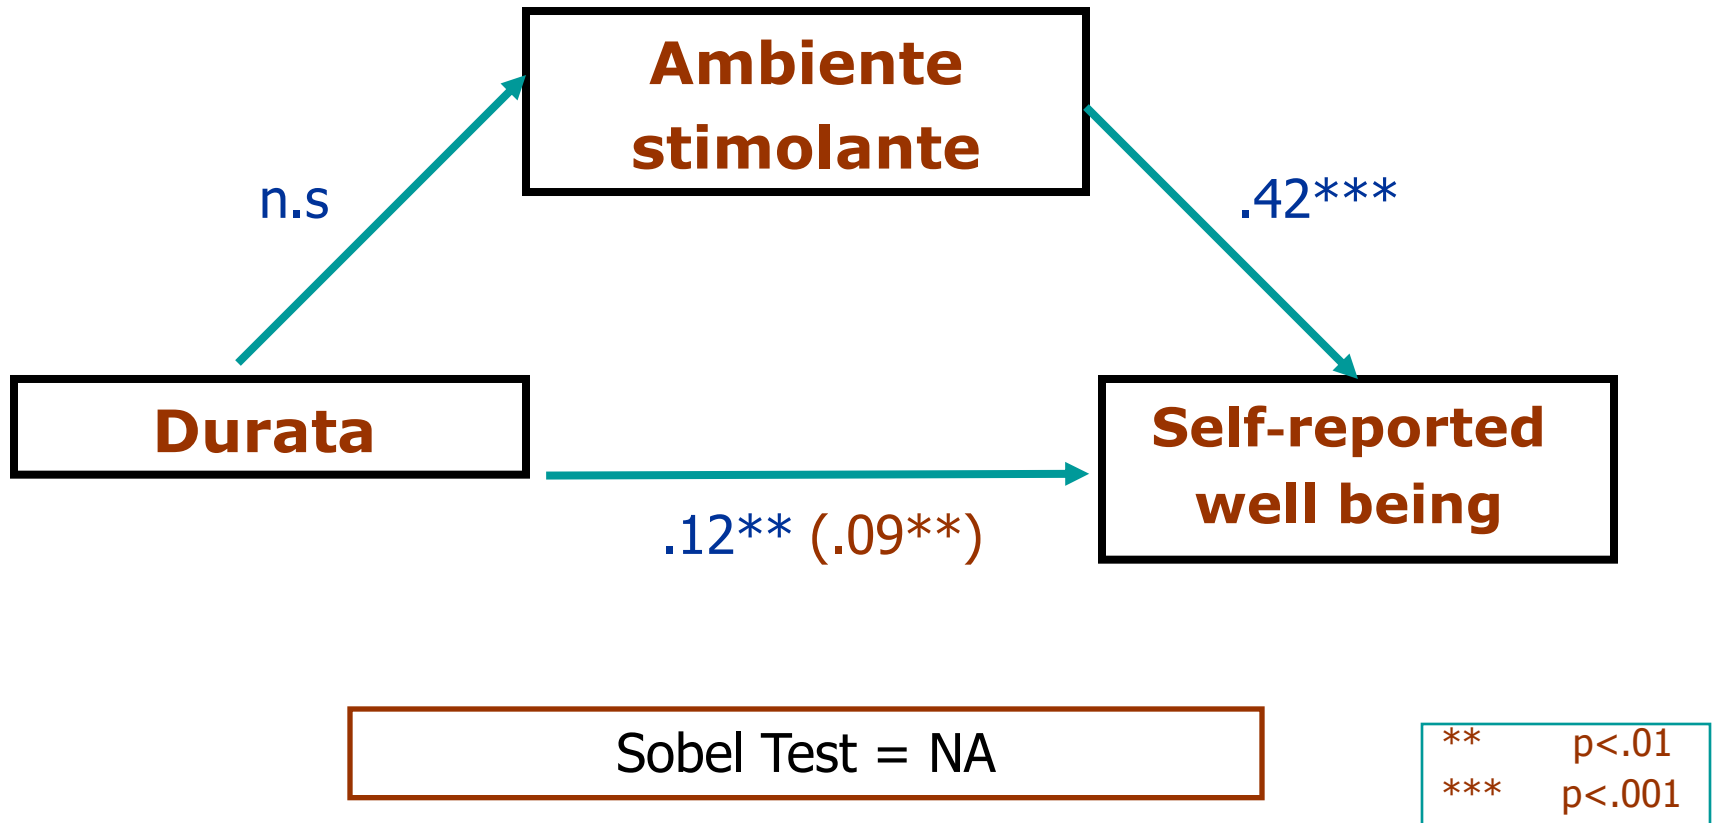 Ambiente
stimolante
n.s
.42***
Durata
Self-reported
well being
.12** (.09**)
Sobel Test = NA
** p<.01
*** p<.001